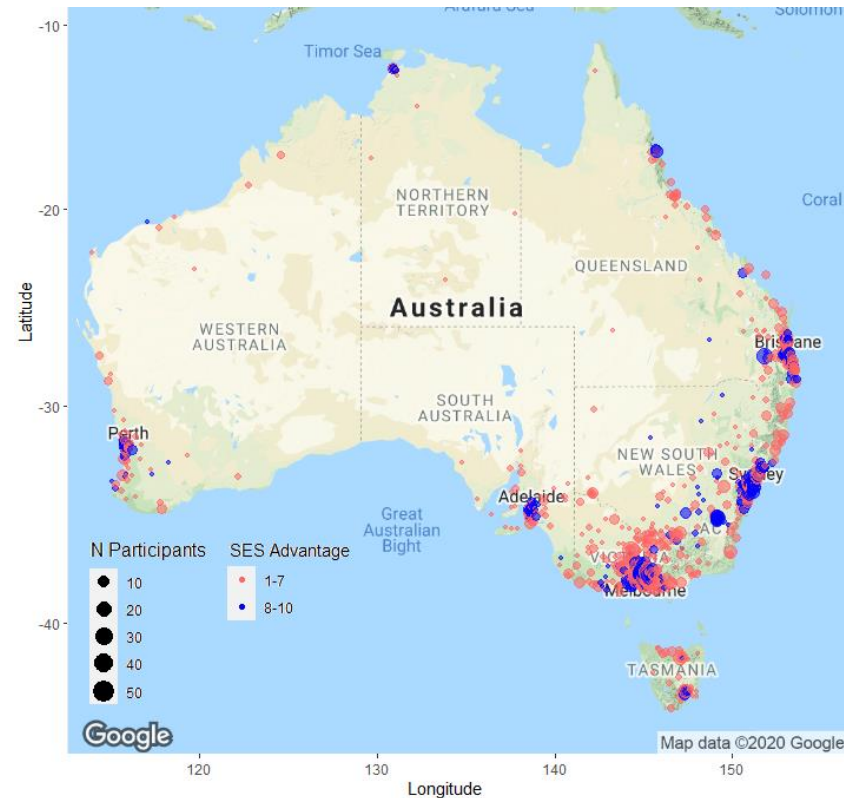 Arafura Sea
Solomon
-10
Timor Sea
-20
Coral
NORTHERN
TERRITORY
QUEENSLAND
Australia
WESTERN
AUSTRALIA
Brisbane
SOUTH
AUSTRALIA
-30
Perth
NEW SOUTH
WALES
Sydney
Adelaide
Great
Australian
Bight
AC
VICTORIA
Melbourne
N Participants
10
20
30
40
50
SES Advantage
1-7
8-10
-40
TASMANIA
Google
Map data ©2020 Google
120
130
140
150
Longitude
Latitude